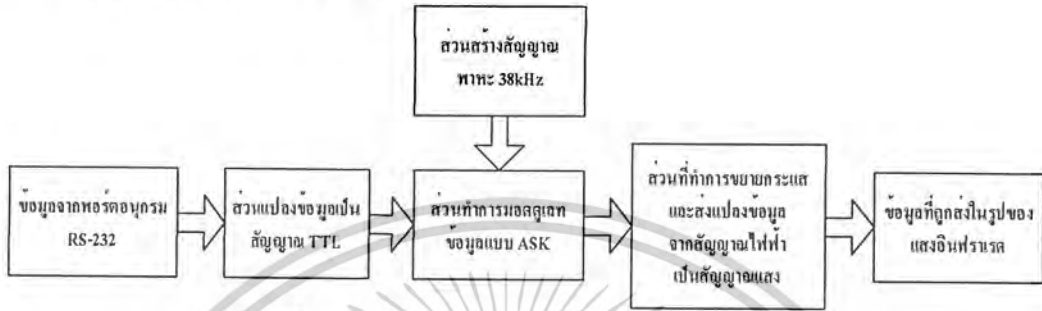 ส่วนสร้างสัญญาณ
พาหะ 38kHz
ข้อมูลจากพอร์ตอนุกรม
RS-232
ส่วนแปลงข้อมูลเป็น
สัญญาณ TTL
ส่วนทำการมอดดูเลท
ข้อมูลแบบ ASK
ส่วนที่ทำการขยายกระแส
และส่งแปลงข้อมูล
จากสัญญาณไฟฟ้า
เป็นสัญญาณแสง
ข้อมูลที่ถูกส่งในรูปของ
แสงอินฟราเรด